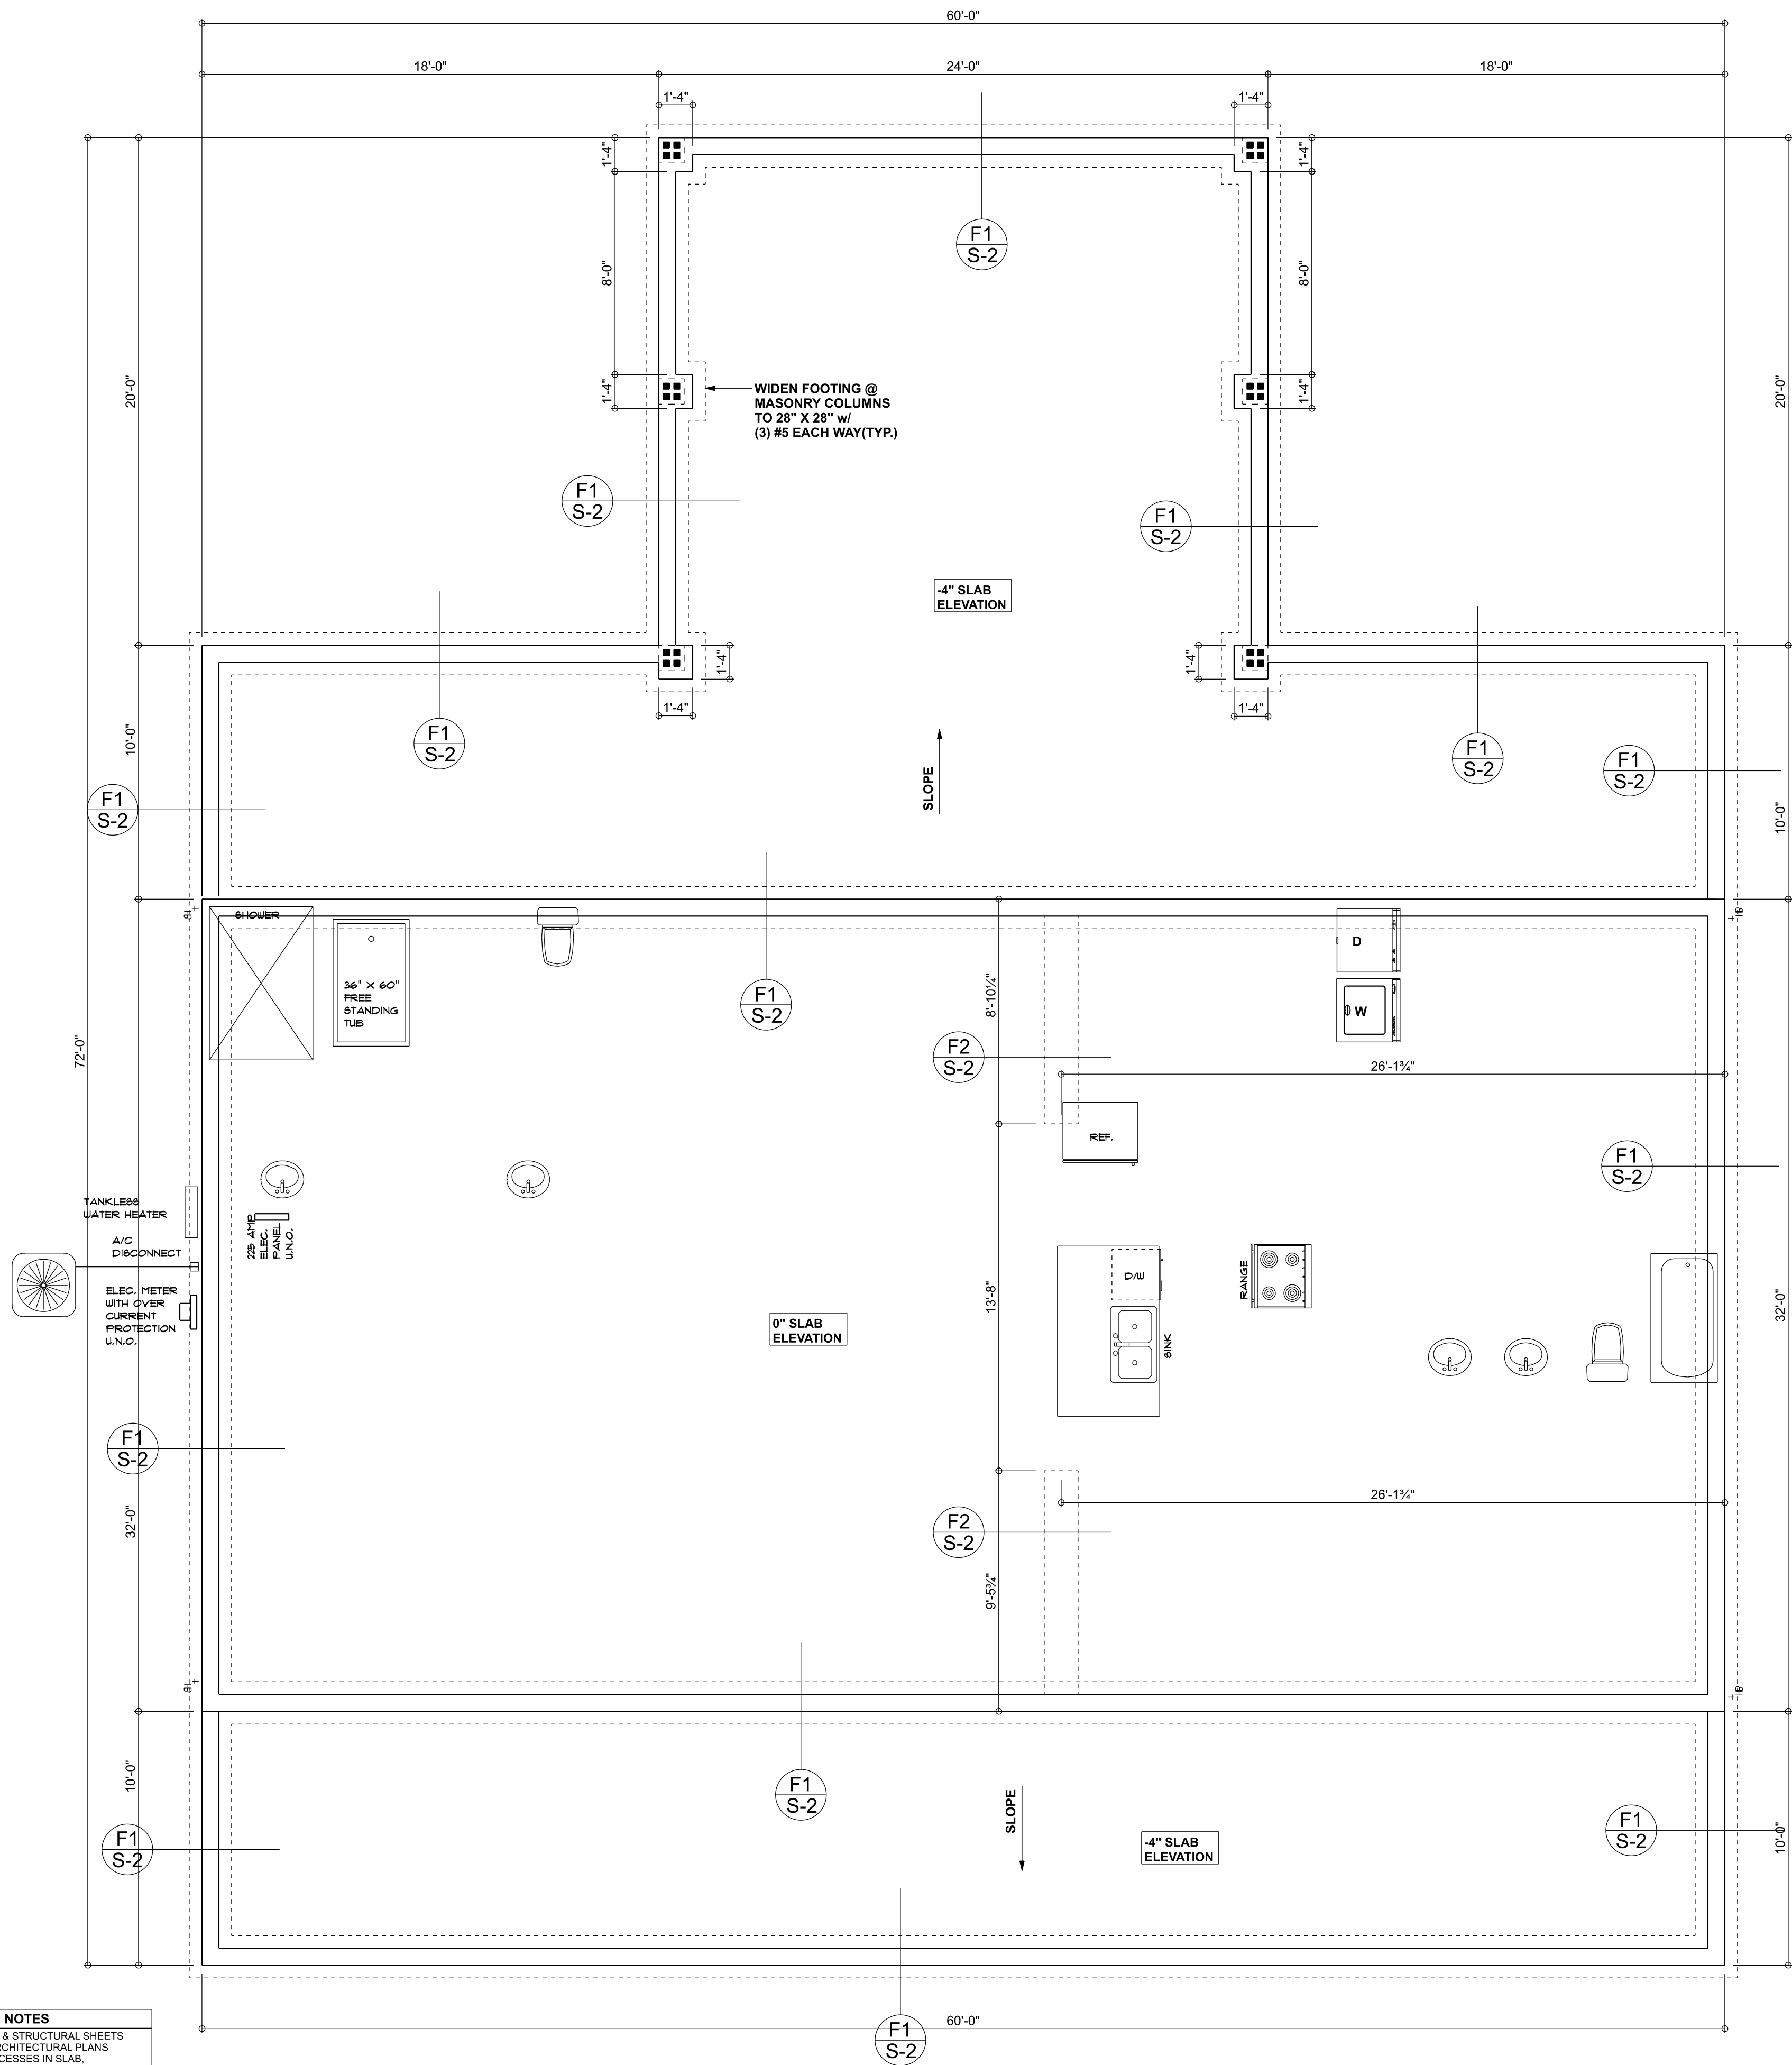 60'-0"
18'-0"
24'-0"
18'-0"
1'-4"
1'-4"
1'-4"
1'-4"
F1
S-2
8'-0"
8'-0"
20'-0"
20'-0"
1'-4"
1'-4"
WIDEN FOOTING @
MASONRY COLUMNS
TO 28" X 28" w/
(3) #5 EACH WAY(TYP.)
F1
S-2
F1
S-2
-4" SLAB
ELEVATION
1'-4"
1'-4"
1'-4"
1'-4"
10'-0"
F1
S-2
F1
S-2
F1
S-2
SLOPE
F1
S-2
10'-0"
HB
SHOWER
HB
36" X 60"
FREE
STANDING
TUB
F1
S-2
8'-10¼"
D
W
72'-0"
F2
S-2
26'-1¾"
REF.
F1
S-2
TANKLESS
WATER HEATER
225 AMP
ELEC.
PANEL
U.N.O.
A/C
DISCONNECT
ELEC. METER
WITH OVER
CURRENT
PROTECTION
U.N.O.
D/W
RANGE
13'-8"
32'-0"
0" SLAB
ELEVATION
SINK
F1
S-2
26'-1¾"
32'-0"
F2
S-2
9'-5¾"
HB
HB
10'-0"
F1
S-2
SLOPE
F1
S-2
-4" SLAB
ELEVATION
F1
S-2
10'-0"
60'-0"
F1
S-2
NOTES
& STRUCTURAL SHEETS
RCHITECTURAL PLANS
CESSES IN SLAB,